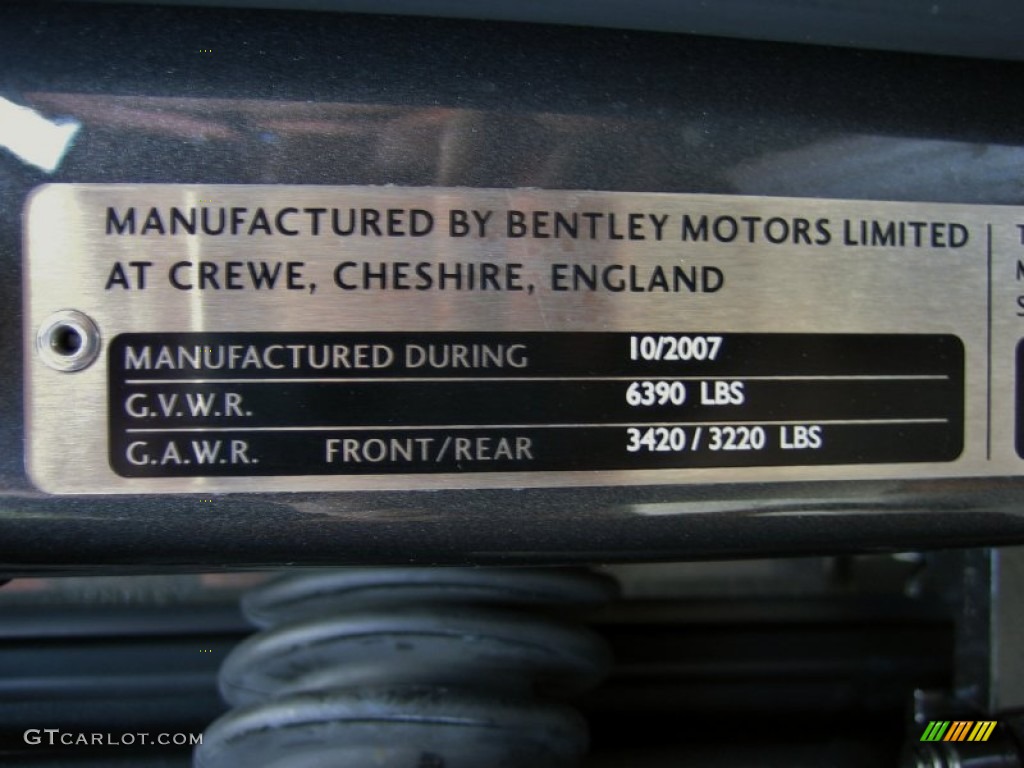 MANUFACTURED BY BENTLEY MOTORS LIMITED
AT CREWE, CHESHIRE, ENGLAND
MANUFACTURED DURING 10/2007
G.V.W.R. 6390 LBS
G.A.W.R. FRONT/REAR 3420 / 3220 LBS
GTCARLOT.COM